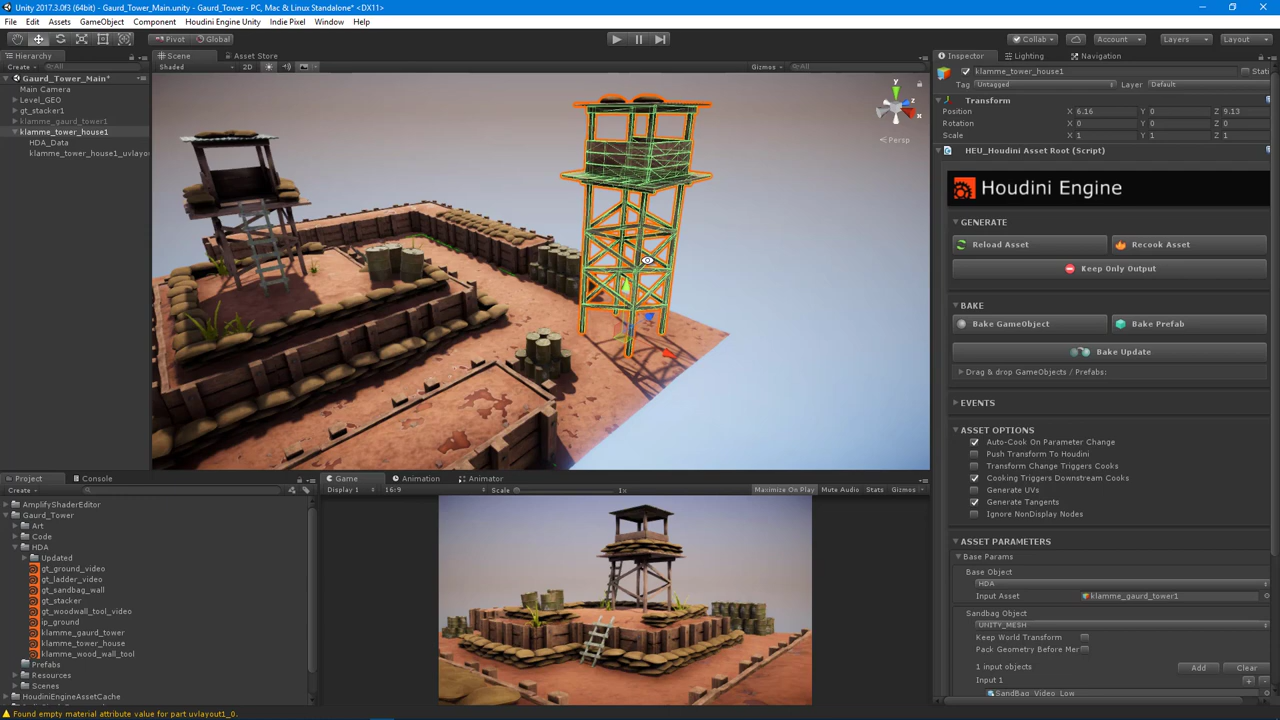 Unity 2017.3.0f3 (64bit) - Gaurd_Tower_Main.unity - Gaurd_Tower - PC, Mac & Linux Standalone* <DX11>
File Edit Assets GameObject Component Houdini Engine Unity Indie Pixel Window Help
Pivot Global Collab Account Layers Layout
Hierarchy
Create All
Gaurd_Tower_Main*
Main Camera
Level_GEO
gt_stacker1
klamme_gaurd_tower1
klamme_tower_house1
HDA_Data
klamme_tower_house1_uvlayou
Scene Asset Store
Shaded 2D Gizmos All
y
z
x
Persp
Project Console
Create
AmplifyShaderEditor
Gaurd_Tower
Art
Code
HDA
Updated
gt_ground_video
gt_ladder_video
gt_sandbag_wall
gt_stacker
gt_woodwall_tool_video
ip_ground
klamme_gaurd_tower
klamme_tower_house
klamme_wood_wall_tool
Prefabs
Resources
Scenes
HoudiniEngineAssetCache
Found empty material attribute value for part uvlayout1_0.
Game Animation Animator
Display 1 16:9 Scale 1x Maximize On Play Mute Audio Stats Gizmos
Inspector Lighting Navigation
klamme_tower_house1 Stati
Tag Untagged Layer Default
Transform
Position X 6.16 Y 0 Z 9.13
Rotation X 0 Y 0 Z 0
Scale X 1 Y 1 Z 1
HEU_Houdini Asset Root (Script)
Houdini Engine
GENERATE
Reload Asset Recook Asset
Keep Only Output
BAKE
Bake GameObject Bake Prefab
Bake Update
Drag & drop GameObjects / Prefabs:
EVENTS
ASSET OPTIONS
Auto-Cook On Parameter Change
Push Transform To Houdini
Transform Change Triggers Cooks
Cooking Triggers Downstream Cooks
Generate UVs
Generate Tangents
Ignore NonDisplay Nodes
ASSET PARAMETERS
Base Params
Base Object
HDA
Input Asset klamme_gaurd_tower1
Sandbag Object
UNITY_MESH
Keep World Transform
Pack Geometry Before Mer
1 input objects Add Clear
Input 1 + -
SandBag_Video_Low